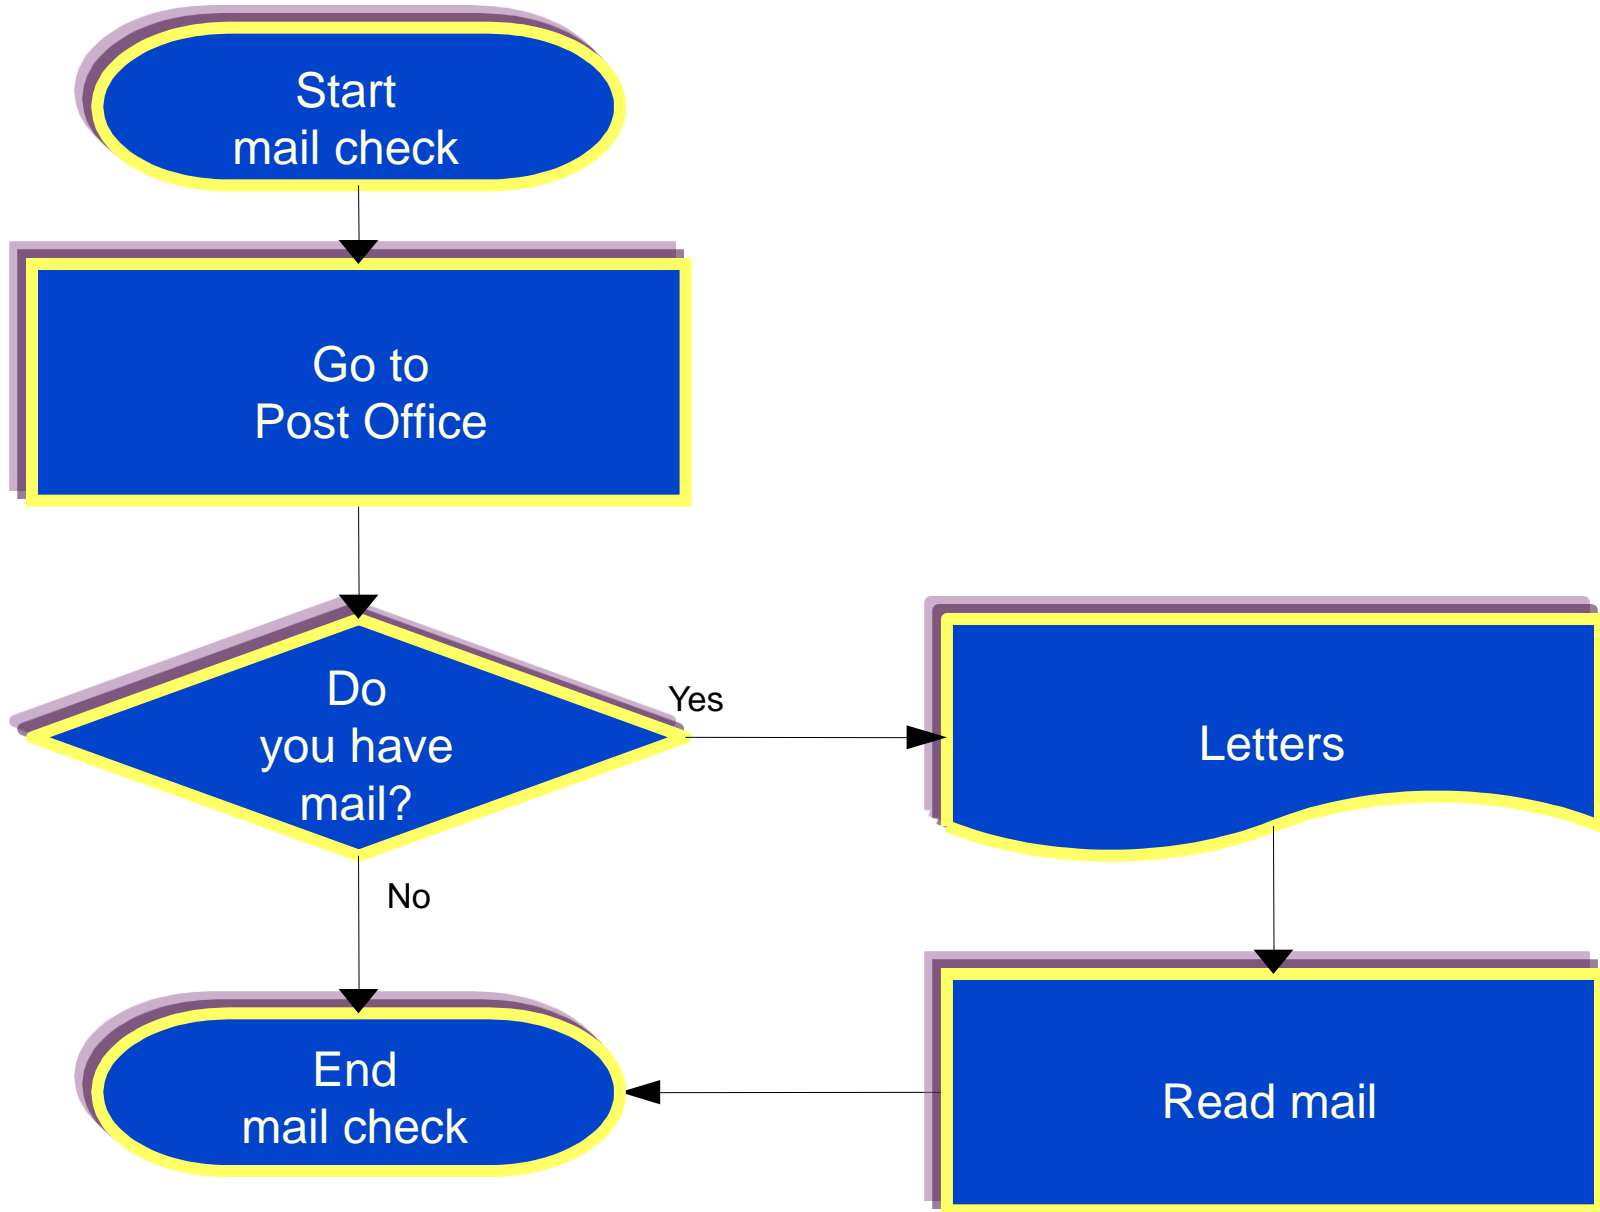 Start
mail check
Go to
Post Office
Do
you have
mail?
Yes
Letters
No
End
mail check
Read mail